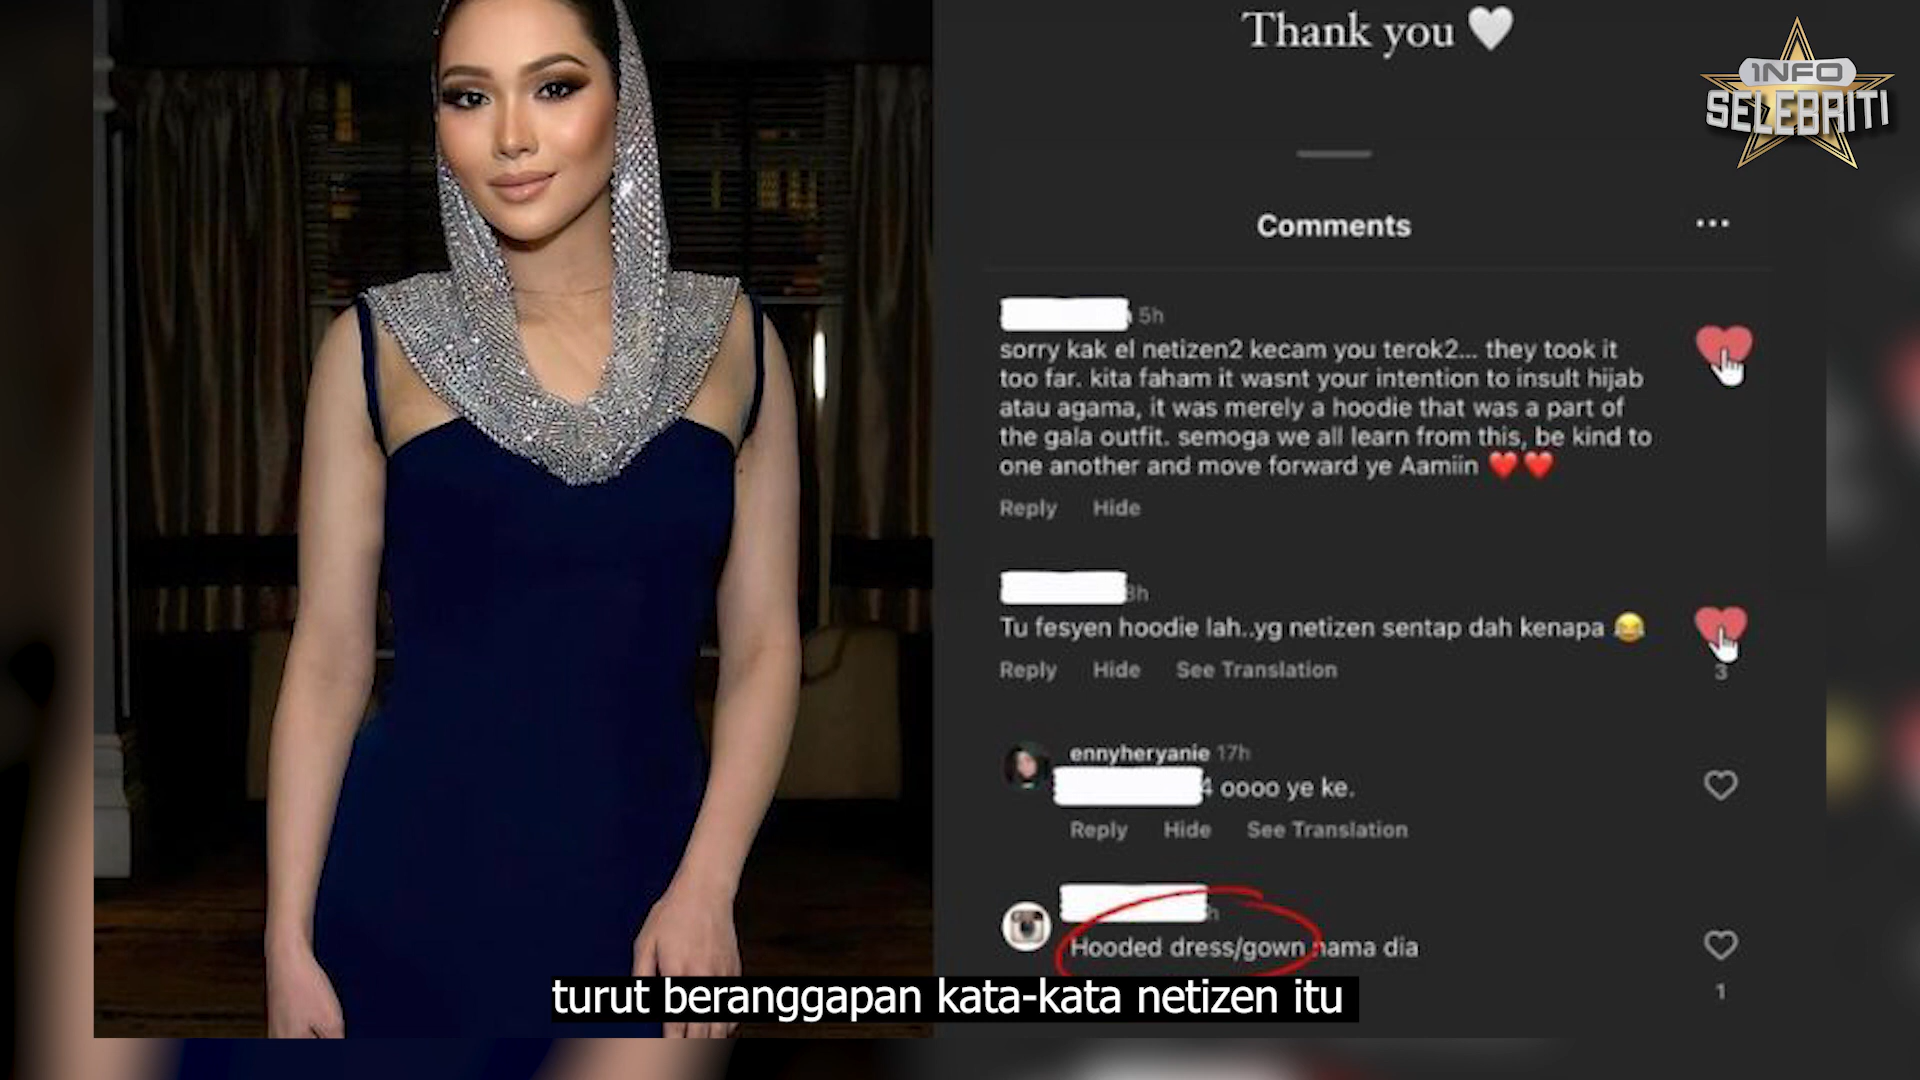 Thank you 🤍
1NFO
SELEBRITI
Comments
5h
sorry kak el netizen2 kecam you terok2... they took it
too far. kita faham it wasnt your intention to insult hijab
atau agama, it was merely a hoodie that was a part of
the gala outfit. semoga we all learn from this, be kind to
one another and move forward ye Aamiin ❤️❤️
Reply Hide
Tu fesyen hoodie lah..yg netizen sentap dah kenapa 😂
Reply Hide See Translation
3
ennyheryanie 17h
oooo ye ke.
Reply Hide See Translation
Hooded dress/gown nama dia
1
turut beranggapan kata-kata netizen itu